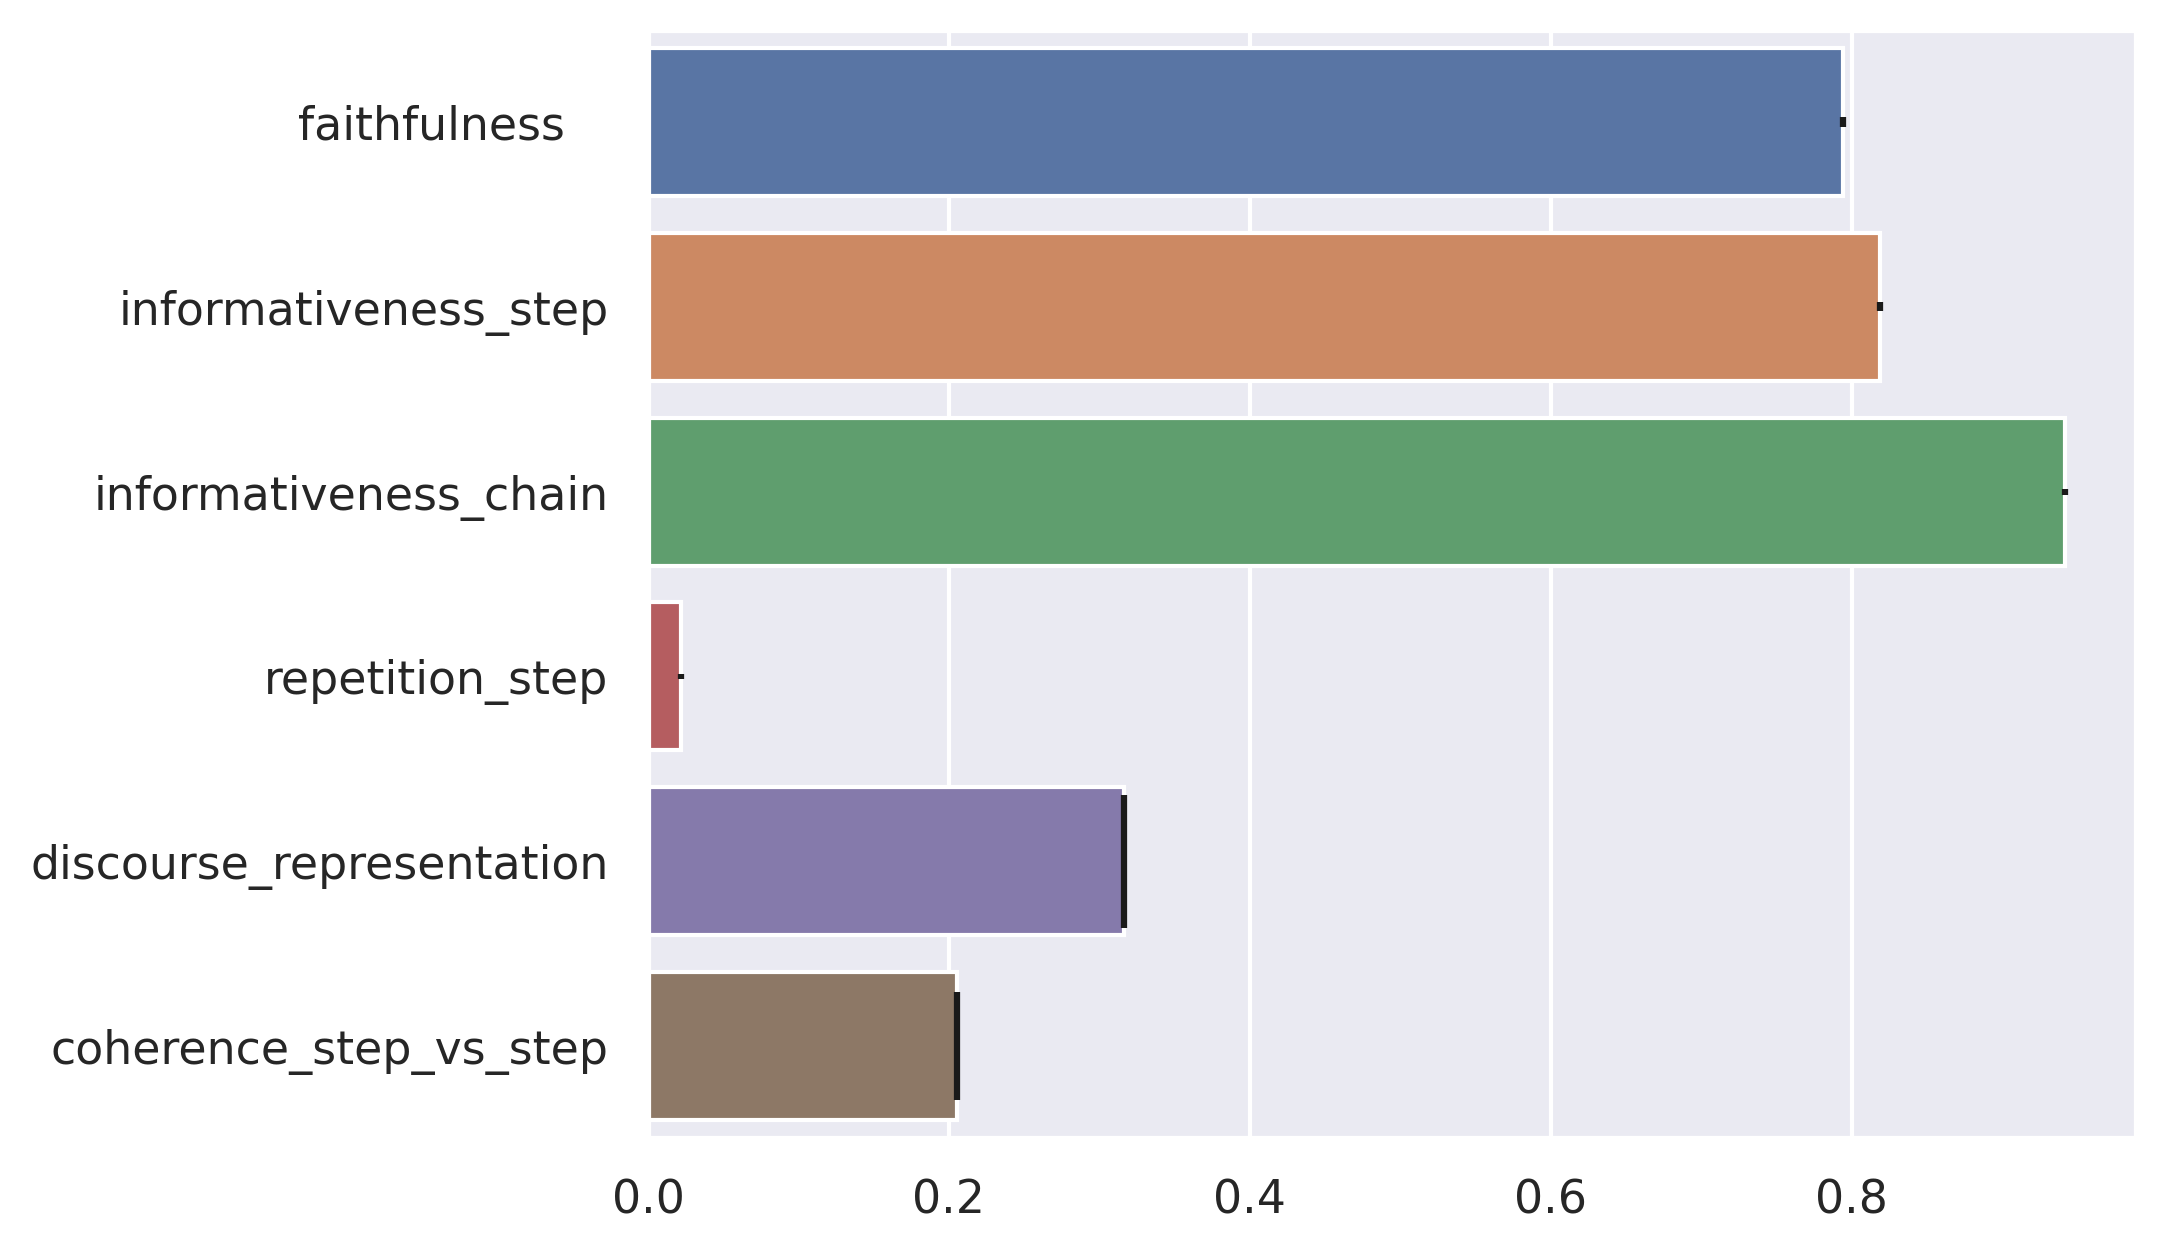 faithfulness
informativeness_step
informativeness_chain
repetition_step
discourse_representation
coherence_step_vs_step
0.0 0.2 0.4 0.6 0.8